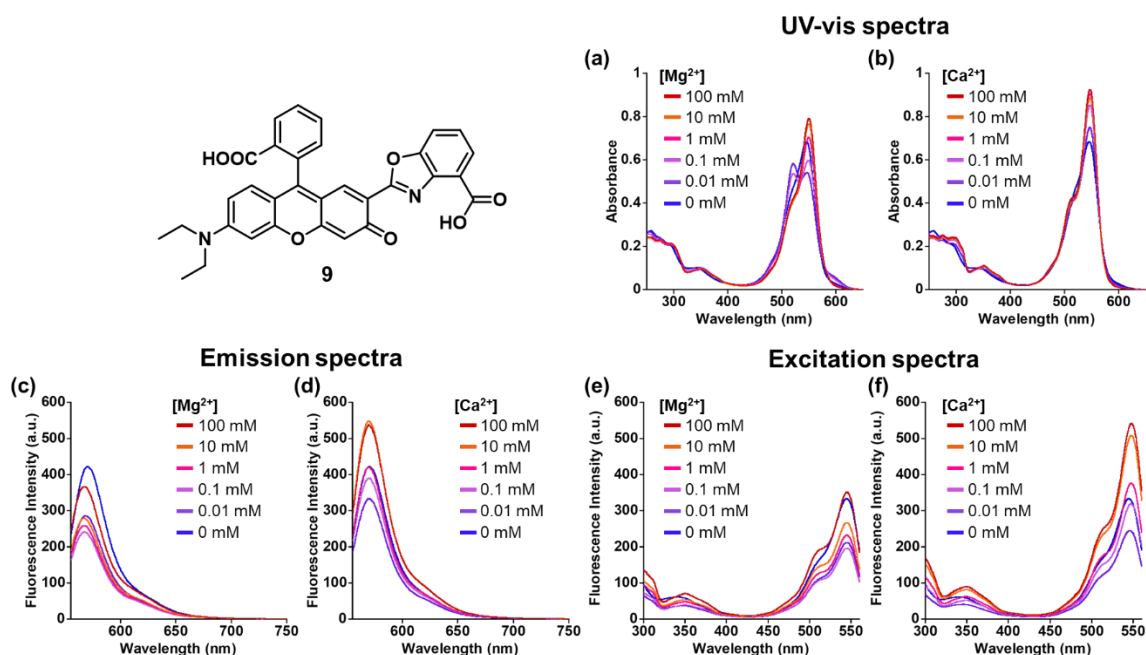 UV-vis spectra
(a)
[Mg²⁺]
100 mM
10 mM
1 mM
0.1 mM
0.01 mM
0 mM
Absorbance
1
0.8
0.6
0.4
0.2
0
300 400 500 600
Wavelength (nm)
(b)
[Ca²⁺]
100 mM
10 mM
1 mM
0.1 mM
0.01 mM
0 mM
Absorbance
1
0.8
0.6
0.4
0.2
0
300 400 500 600
Wavelength (nm)
HOOC
O
N
O
HO
N
O
O
9
Emission spectra
(c)
[Mg²⁺]
100 mM
10 mM
1 mM
0.1 mM
0.01 mM
0 mM
Fluorescence Intensity (a.u.)
600
500
400
300
200
100
0
600 650 700 750
Wavelength (nm)
(d)
[Ca²⁺]
100 mM
10 mM
1 mM
0.1 mM
0.01 mM
0 mM
Fluorescence Intensity (a.u.)
600
500
400
300
200
100
0
600 650 700 750
Wavelength (nm)
Excitation spectra
(e)
[Mg²⁺]
100 mM
10 mM
1 mM
0.1 mM
0.01 mM
0 mM
Fluorescence Intensity (a.u.)
600
500
400
300
200
100
0
300 350 400 450 500 550
Wavelength (nm)
(f)
[Ca²⁺]
100 mM
10 mM
1 mM
0.1 mM
0.01 mM
0 mM
Fluorescence Intensity (a.u.)
600
500
400
300
200
100
0
300 350 400 450 500 550
Wavelength (nm)